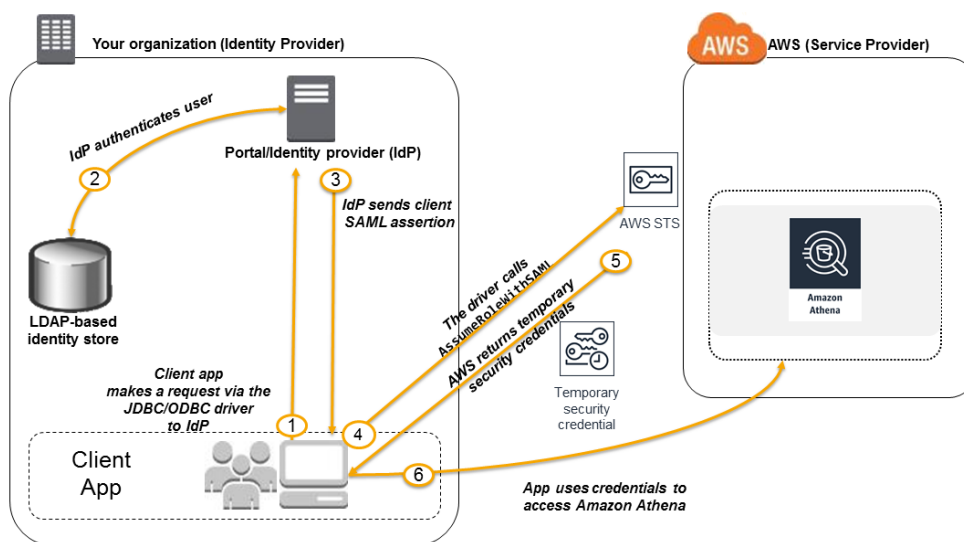 Your organization (Identity Provider)
AWS
AWS (Service Provider)
IdP authenticates user
Portal/Identity provider (IdP)
2
3
IdP sends client
SAML assertion
AWS STS
5
LDAP-based
identity store
The driver calls
AssumeRoleWithSAML
AWS returns temporary
security credentials
Amazon
Athena
Client app
makes a request via the
JDBC/ODBC driver
to IdP
Temporary
security
credential
1
4
Client
App
6
App uses credentials to
access Amazon Athena